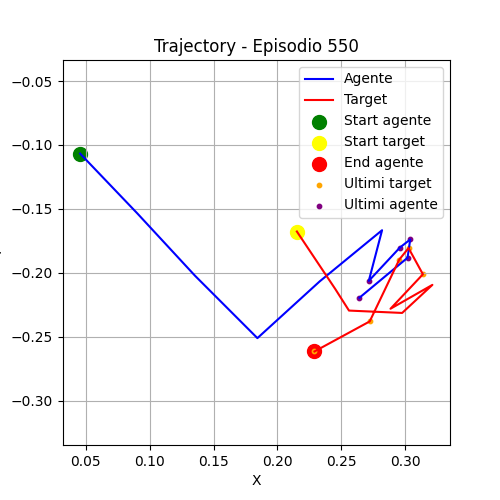 Trajectory - Episodio 550
Agente
Target
Start agente
Start target
End agente
Ultimi target
Ultimi agente
−0.05
−0.10
−0.15
−0.20
−0.25
−0.30
0.05 0.10 0.15 0.20 0.25 0.30
X